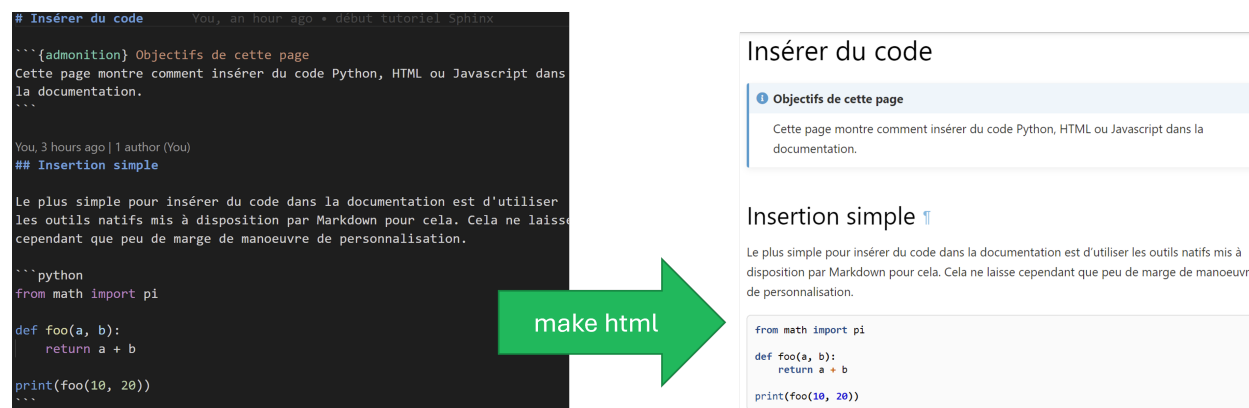 # Insérer du code You, an hour ago • début tutoriel Sphinx
```{admonition} Objectifs de cette page
Cette page montre comment insérer du code Python, HTML ou Javascript dans
la documentation.
```
You, 3 hours ago | 1 author (You)
## Insertion simple
Le plus simple pour insérer du code dans la documentation est d'utiliser
les outils natifs mis à disposition par Markdown pour cela. Cela ne laisse
cependant que peu de marge de manoeuvre de personnalisation.
```python
from math import pi
def foo(a, b):
    return a + b
print(foo(10, 20))
```
make html
Insérer du code
Objectifs de cette page
Cette page montre comment insérer du code Python, HTML ou Javascript dans la
documentation.
Insertion simple ¶
Le plus simple pour insérer du code dans la documentation est d'utiliser les outils natifs mis à
disposition par Markdown pour cela. Cela ne laisse cependant que peu de marge de manoeuvr
de personnalisation.
from math import pi
def foo(a, b):
    return a + b
print(foo(10, 20))